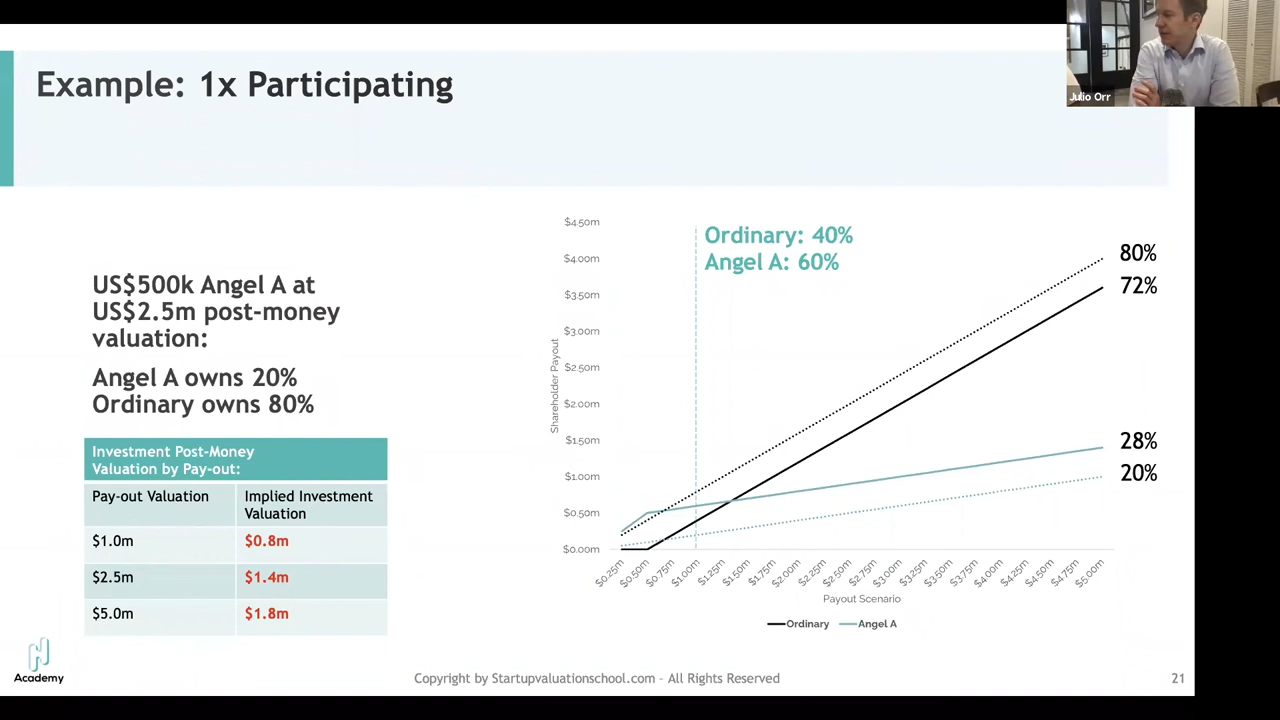 Example: 1x Participating
Julio Orr
US$500k Angel A at
US$2.5m post-money
valuation:
Angel A owns 20%
Ordinary owns 80%
Investment Post-Money
Valuation by Pay-out:
Pay-out Valuation
Implied Investment
Valuation
$1.0m
$0.8m
$2.5m
$1.4m
$5.0m
$1.8m
Ordinary: 40%
Angel A: 60%
Shareholder Payout
$4.50m
$4.00m
$3.50m
$3.00m
$2.50m
$2.00m
$1.50m
$1.00m
$0.50m
$0.00m
80%
72%
28%
20%
$0.25m
$0.50m
$0.75m
$1.00m
$1.25m
$1.50m
$1.75m
$2.00m
$2.25m
$2.50m
$2.75m
$3.00m
$3.25m
$3.50m
$3.75m
$4.00m
$4.25m
$4.50m
$4.75m
$5.00m
Payout Scenario
Ordinary
Angel A
Academy
Copyright by Startupvaluationschool.com – All Rights Reserved
21